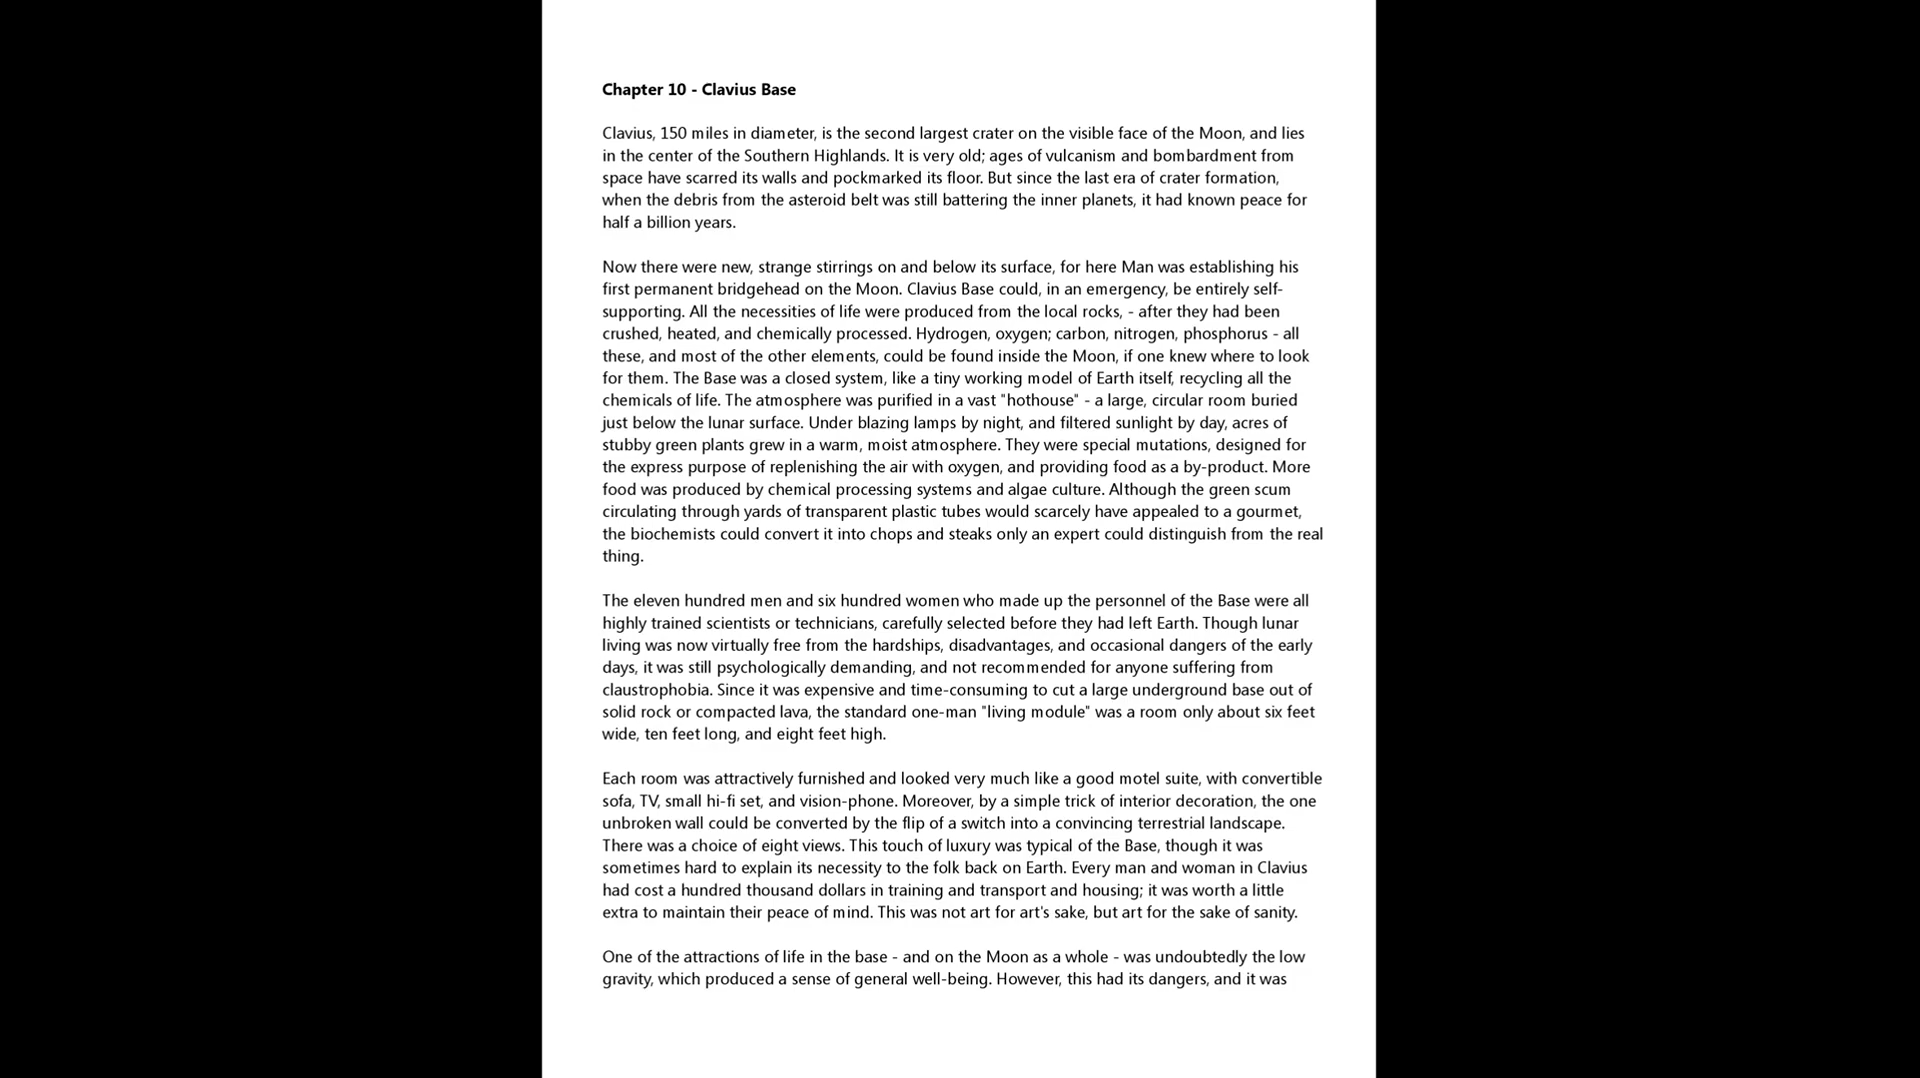 Chapter 10 - Clavius Base
Clavius, 150 miles in diameter, is the second largest crater on the visible face of the Moon, and lies
in the center of the Southern Highlands. It is very old; ages of vulcanism and bombardment from
space have scarred its walls and pockmarked its floor. But since the last era of crater formation,
when the debris from the asteroid belt was still battering the inner planets, it had known peace for
half a billion years.
Now there were new, strange stirrings on and below its surface, for here Man was establishing his
first permanent bridgehead on the Moon. Clavius Base could, in an emergency, be entirely self-
supporting. All the necessities of life were produced from the local rocks, - after they had been
crushed, heated, and chemically processed. Hydrogen, oxygen; carbon, nitrogen, phosphorus - all
these, and most of the other elements, could be found inside the Moon, if one knew where to look
for them. The Base was a closed system, like a tiny working model of Earth itself, recycling all the
chemicals of life. The atmosphere was purified in a vast "hothouse" - a large, circular room buried
just below the lunar surface. Under blazing lamps by night, and filtered sunlight by day, acres of
stubby green plants grew in a warm, moist atmosphere. They were special mutations, designed for
the express purpose of replenishing the air with oxygen, and providing food as a by-product. More
food was produced by chemical processing systems and algae culture. Although the green scum
circulating through yards of transparent plastic tubes would scarcely have appealed to a gourmet,
the biochemists could convert it into chops and steaks only an expert could distinguish from the real
thing.
The eleven hundred men and six hundred women who made up the personnel of the Base were all
highly trained scientists or technicians, carefully selected before they had left Earth. Though lunar
living was now virtually free from the hardships, disadvantages, and occasional dangers of the early
days, it was still psychologically demanding, and not recommended for anyone suffering from
claustrophobia. Since it was expensive and time-consuming to cut a large underground base out of
solid rock or compacted lava, the standard one-man "living module" was a room only about six feet
wide, ten feet long, and eight feet high.
Each room was attractively furnished and looked very much like a good motel suite, with convertible
sofa, TV, small hi-fi set, and vision-phone. Moreover, by a simple trick of interior decoration, the one
unbroken wall could be converted by the flip of a switch into a convincing terrestrial landscape.
There was a choice of eight views. This touch of luxury was typical of the Base, though it was
sometimes hard to explain its necessity to the folk back on Earth. Every man and woman in Clavius
had cost a hundred thousand dollars in training and transport and housing; it was worth a little
extra to maintain their peace of mind. This was not art for art's sake, but art for the sake of sanity.
One of the attractions of life in the base - and on the Moon as a whole - was undoubtedly the low
gravity, which produced a sense of general well-being. However, this had its dangers, and it was